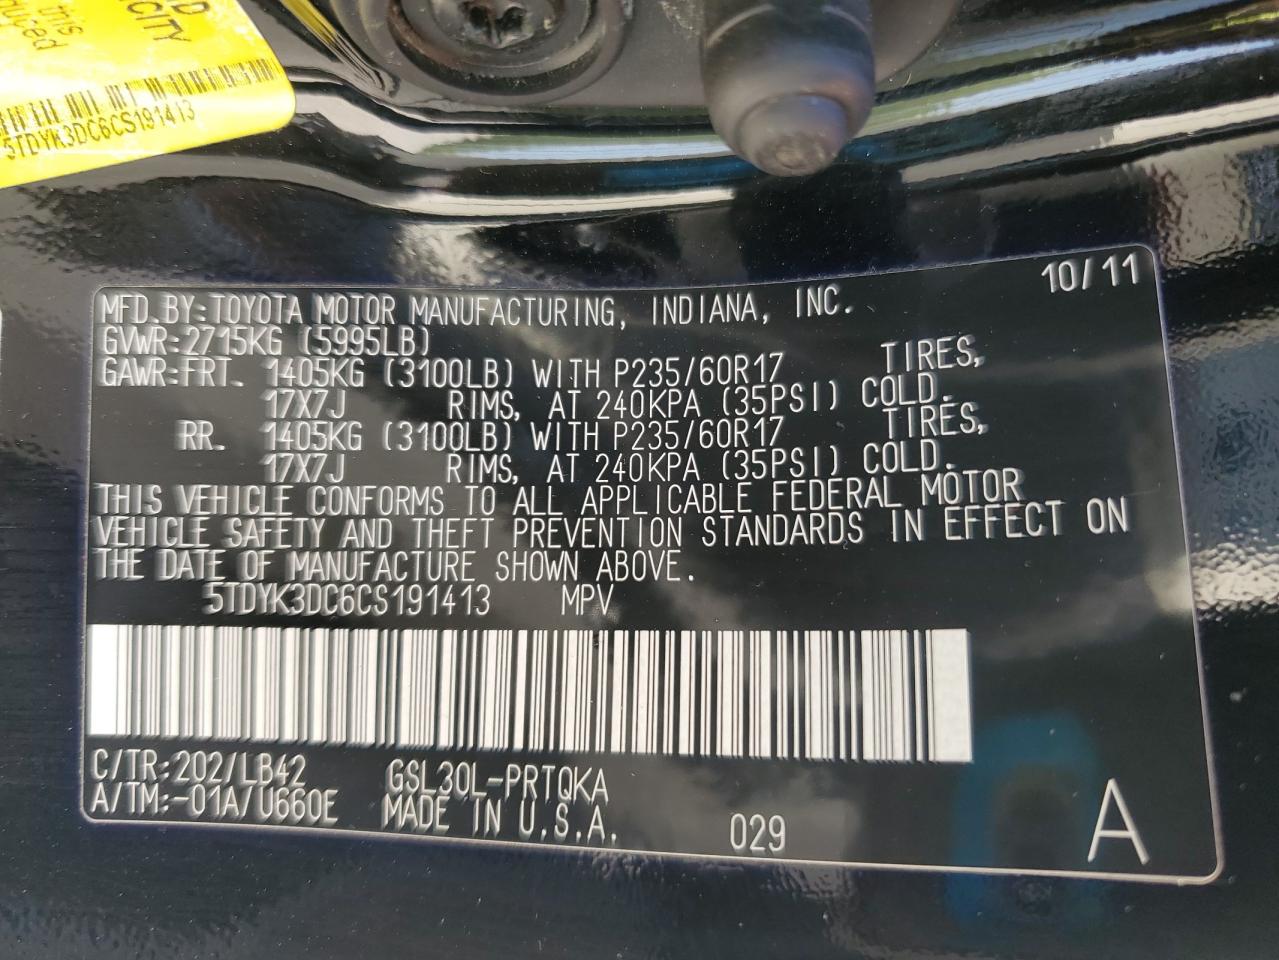 CITY
this
5TDYK3DC6CS191413
10/11
MFD.BY:TOYOTA MOTOR MANUFACTURING, INDIANA, INC.
GVWR:2715KG (5995LB)
GAWR:FRT. 1405KG (3100LB) WITH P235/60R17 TIRES,
17X7J RIMS, AT 240KPA (35PSI) COLD.
RR. 1405KG (3100LB) WITH P235/60R17 TIRES,
17X7J RIMS, AT 240KPA (35PSI) COLD.
THIS VEHICLE CONFORMS TO ALL APPLICABLE FEDERAL MOTOR
VEHICLE SAFETY AND THEFT PREVENTION STANDARDS IN EFFECT ON
THE DATE OF MANUFACTURE SHOWN ABOVE.
5TDYK3DC6CS191413 MPV
C/TR:202/LB42 GSL30L-PRTQKA
A/TM:-01A/U660E MADE IN U.S.A. 029 A